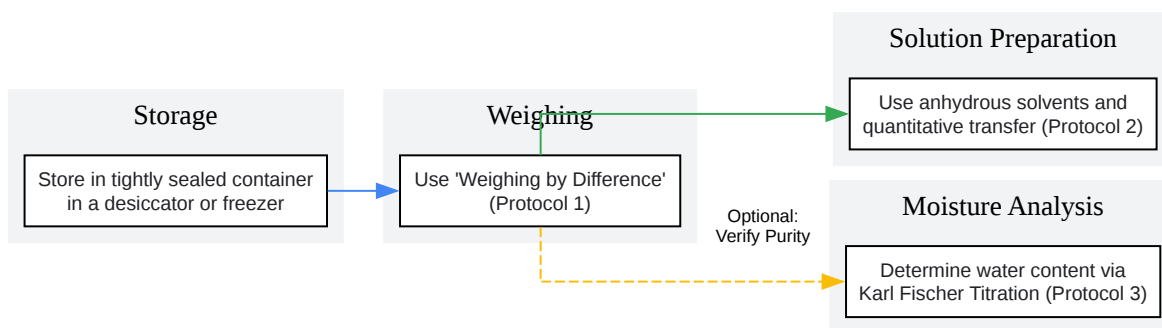 Storage
Store in tightly sealed container
in a desiccator or freezer
Weighing
Use 'Weighing by Difference'
(Protocol 1)
Solution Preparation
Use anhydrous solvents and
quantitative transfer (Protocol 2)
Optional:
Verify Purity
Moisture Analysis
Determine water content via
Karl Fischer Titration (Protocol 3)